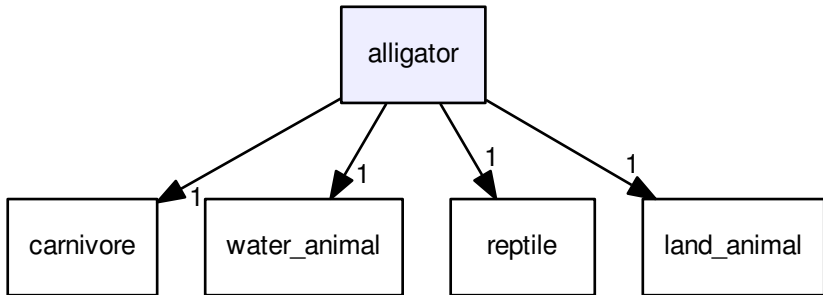 alligator
1
1
1
1
carnivore
water_animal
reptile
land_animal